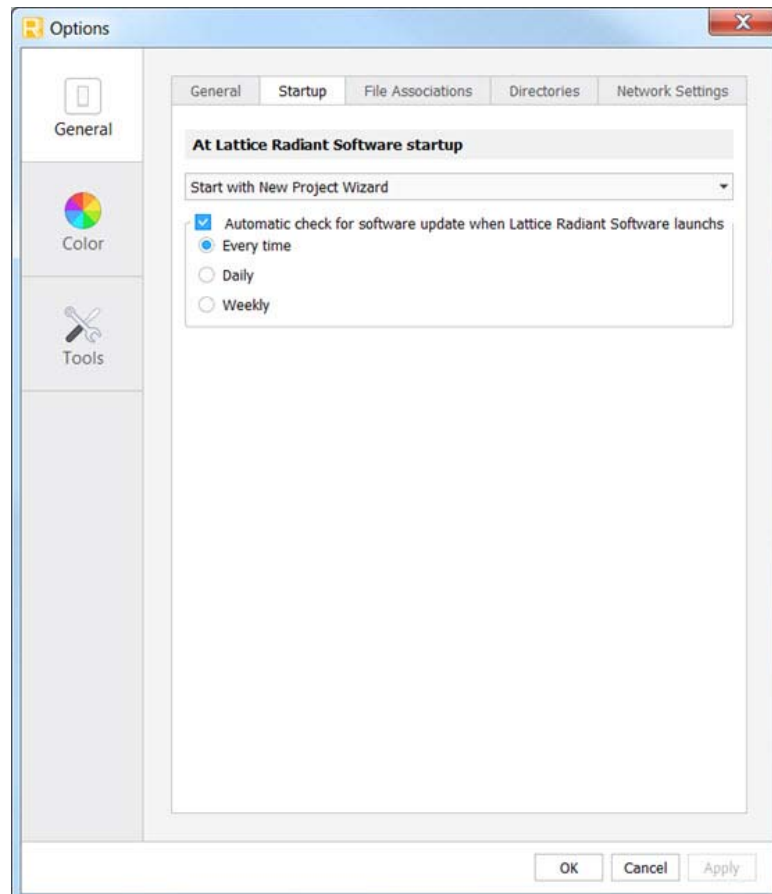 Options
General
Color
Tools
General Startup File Associations Directories Network Settings
At Lattice Radiant Software startup
Start with New Project Wizard
Automatic check for software update when Lattice Radiant Software launchs
Every time
Daily
Weekly
OK Cancel Apply